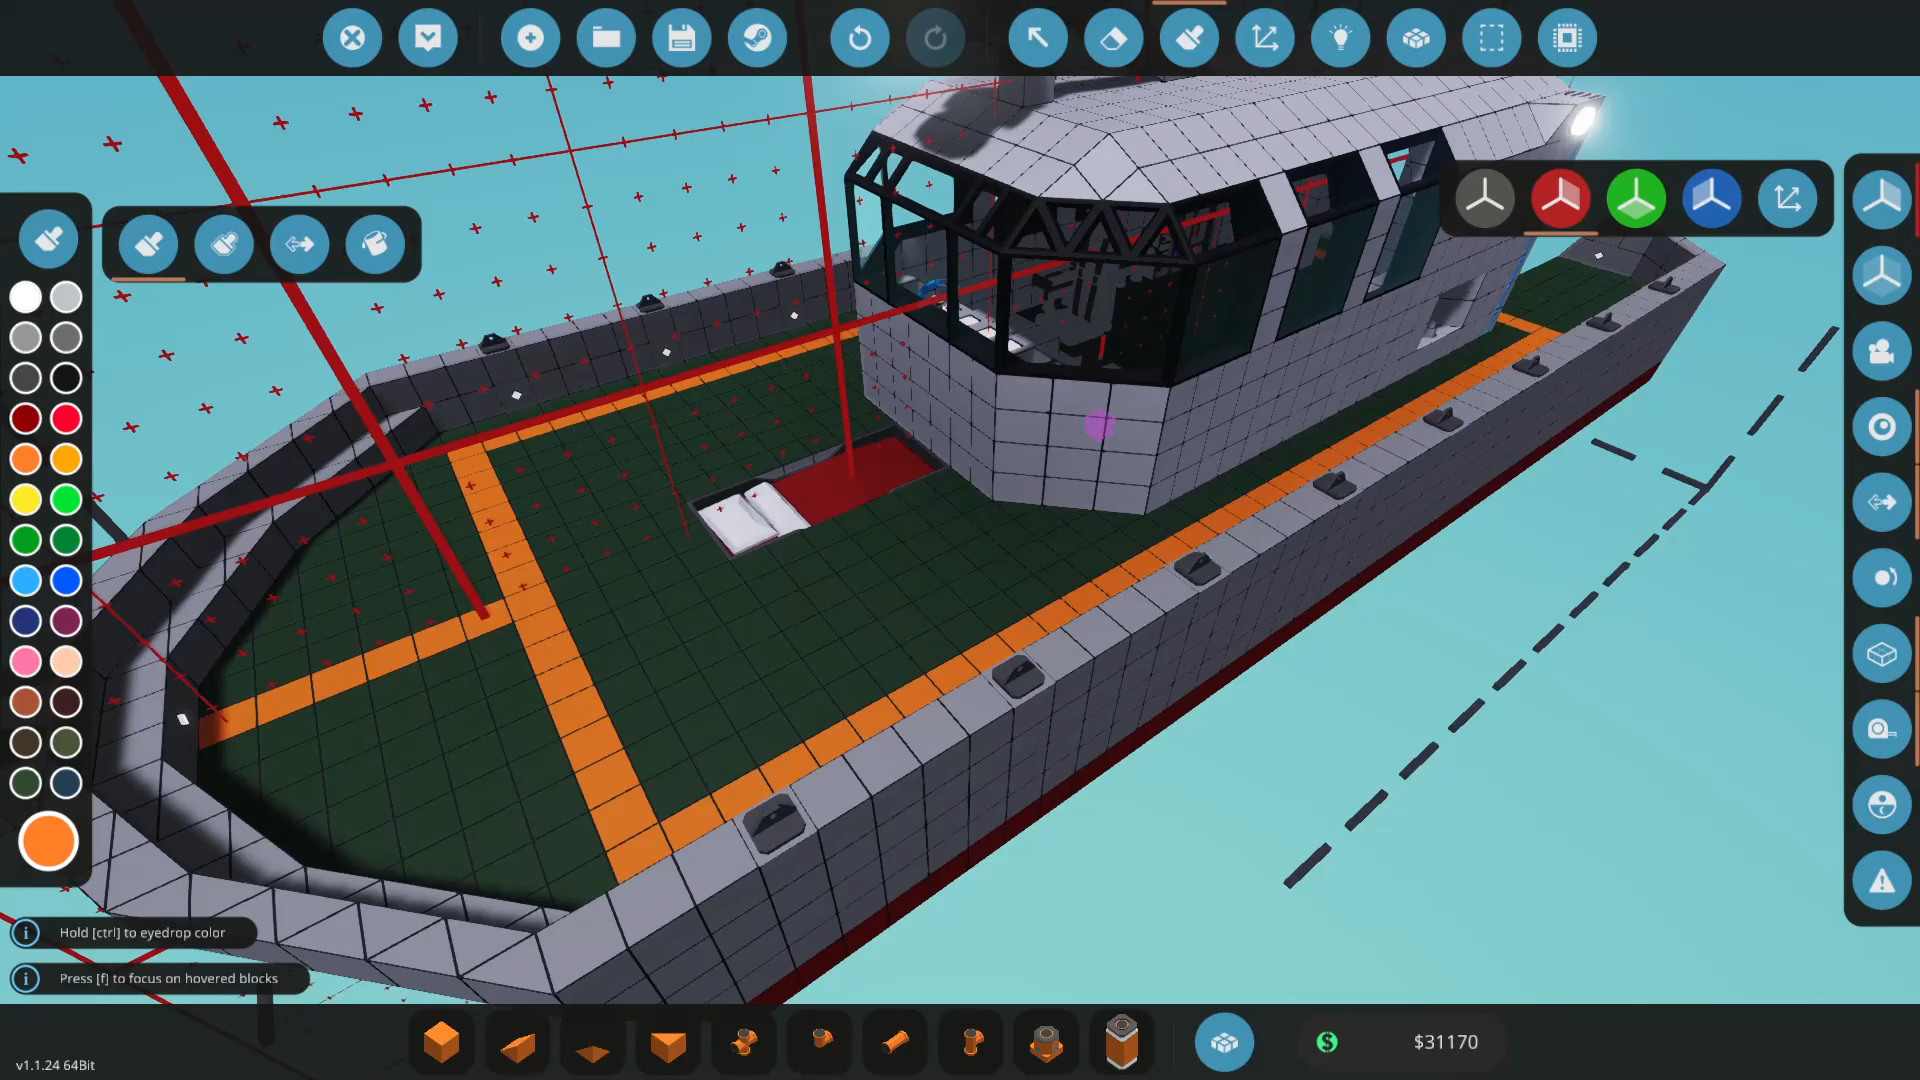 Hold [ctrl] to eyedrop color
Press [f] to focus on hovered blocks
$31170
v1.1.24 64Bit